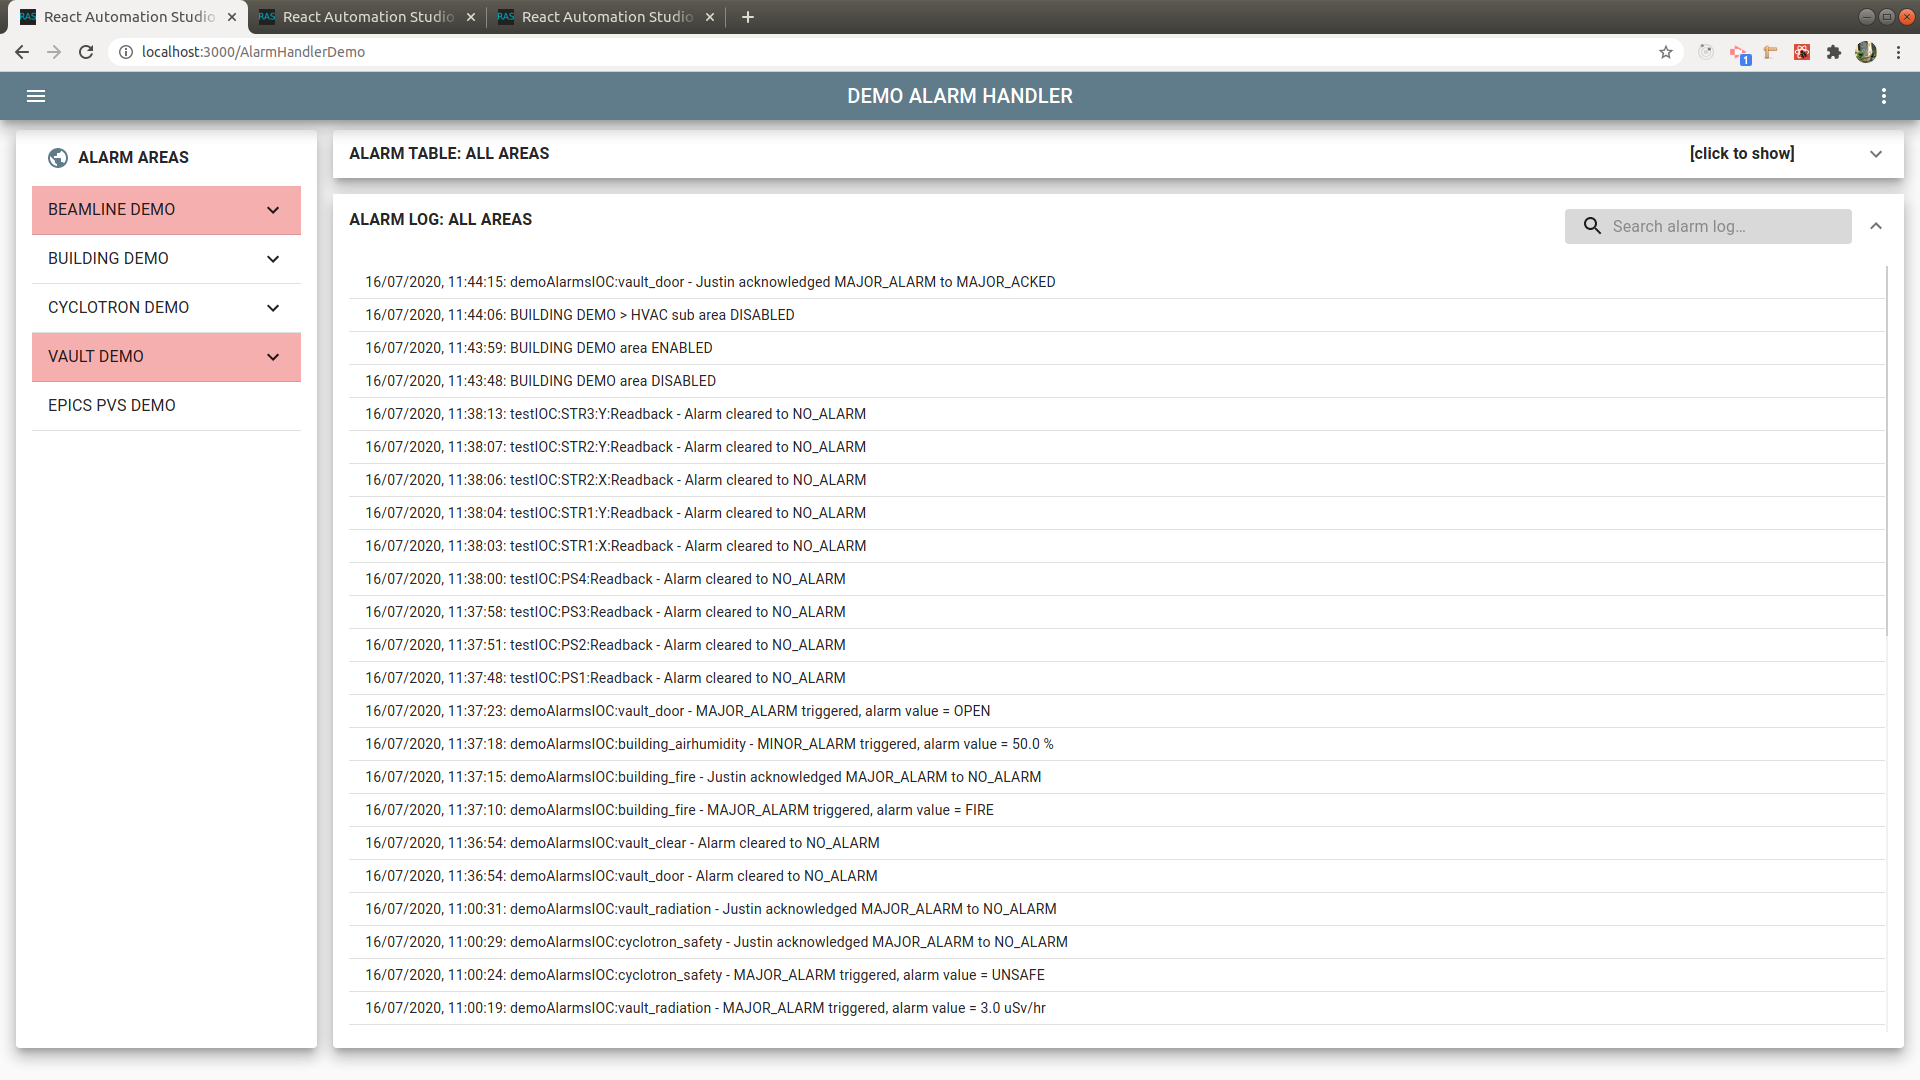 React Automation Studio
React Automation Studio
React Automation Studio
localhost:3000/AlarmHandlerDemo
1
DEMO ALARM HANDLER
ALARM AREAS
BEAMLINE DEMO
BUILDING DEMO
CYCLOTRON DEMO
VAULT DEMO
EPICS PVS DEMO
ALARM TABLE: ALL AREAS
[click to show]
ALARM LOG: ALL AREAS
Search alarm log...
16/07/2020, 11:44:15: demoAlarmsIOC:vault_door - Justin acknowledged MAJOR_ALARM to MAJOR_ACKED
16/07/2020, 11:44:06: BUILDING DEMO > HVAC sub area DISABLED
16/07/2020, 11:43:59: BUILDING DEMO area ENABLED
16/07/2020, 11:43:48: BUILDING DEMO area DISABLED
16/07/2020, 11:38:13: testIOC:STR3:Y:Readback - Alarm cleared to NO_ALARM
16/07/2020, 11:38:07: testIOC:STR2:Y:Readback - Alarm cleared to NO_ALARM
16/07/2020, 11:38:06: testIOC:STR2:X:Readback - Alarm cleared to NO_ALARM
16/07/2020, 11:38:04: testIOC:STR1:Y:Readback - Alarm cleared to NO_ALARM
16/07/2020, 11:38:03: testIOC:STR1:X:Readback - Alarm cleared to NO_ALARM
16/07/2020, 11:38:00: testIOC:PS4:Readback - Alarm cleared to NO_ALARM
16/07/2020, 11:37:58: testIOC:PS3:Readback - Alarm cleared to NO_ALARM
16/07/2020, 11:37:51: testIOC:PS2:Readback - Alarm cleared to NO_ALARM
16/07/2020, 11:37:48: testIOC:PS1:Readback - Alarm cleared to NO_ALARM
16/07/2020, 11:37:23: demoAlarmsIOC:vault_door - MAJOR_ALARM triggered, alarm value = OPEN
16/07/2020, 11:37:18: demoAlarmsIOC:building_airhumidity - MINOR_ALARM triggered, alarm value = 50.0 %
16/07/2020, 11:37:15: demoAlarmsIOC:building_fire - Justin acknowledged MAJOR_ALARM to NO_ALARM
16/07/2020, 11:37:10: demoAlarmsIOC:building_fire - MAJOR_ALARM triggered, alarm value = FIRE
16/07/2020, 11:36:54: demoAlarmsIOC:vault_clear - Alarm cleared to NO_ALARM
16/07/2020, 11:36:54: demoAlarmsIOC:vault_door - Alarm cleared to NO_ALARM
16/07/2020, 11:00:31: demoAlarmsIOC:vault_radiation - Justin acknowledged MAJOR_ALARM to NO_ALARM
16/07/2020, 11:00:29: demoAlarmsIOC:cyclotron_safety - Justin acknowledged MAJOR_ALARM to NO_ALARM
16/07/2020, 11:00:24: demoAlarmsIOC:cyclotron_safety - MAJOR_ALARM triggered, alarm value = UNSAFE
16/07/2020, 11:00:19: demoAlarmsIOC:vault_radiation - MAJOR_ALARM triggered, alarm value = 3.0 uSv/hr